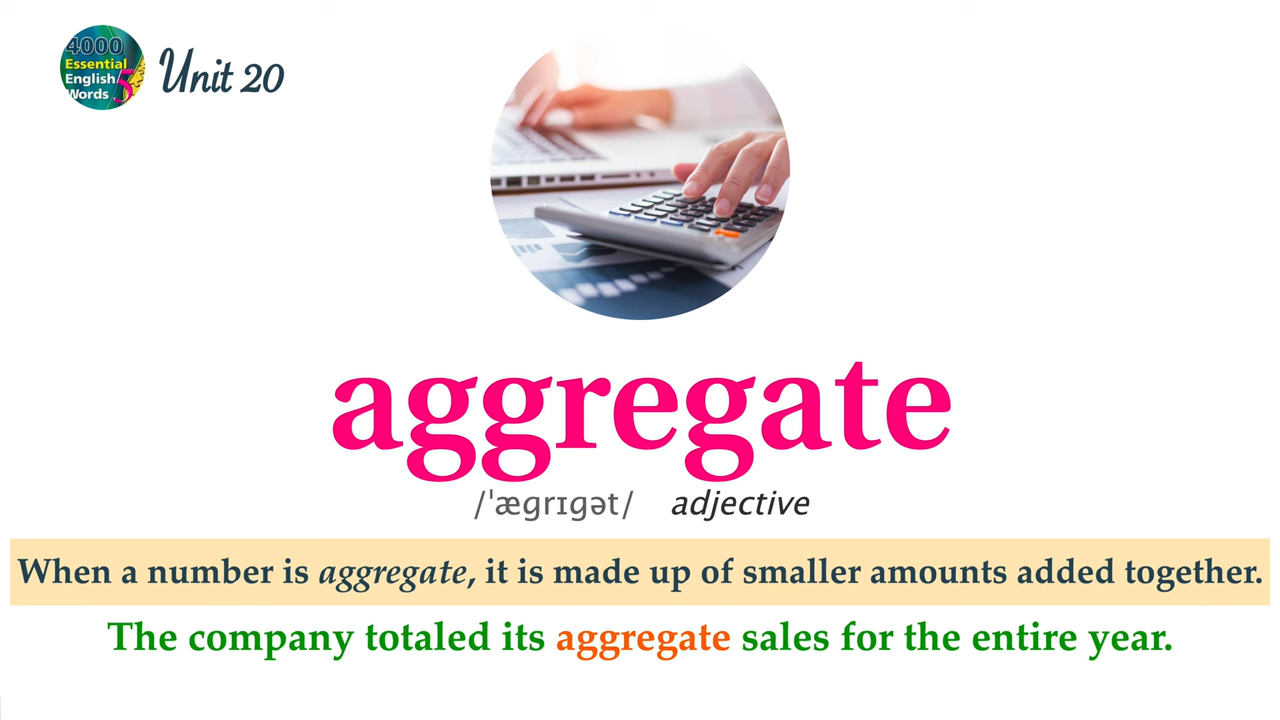 4000
Essential
English
Words 5
Unit 20
aggregate
/ˈægrɪgət/ adjective
When a number is aggregate, it is made up of smaller amounts added together.
The company totaled its aggregate sales for the entire year.